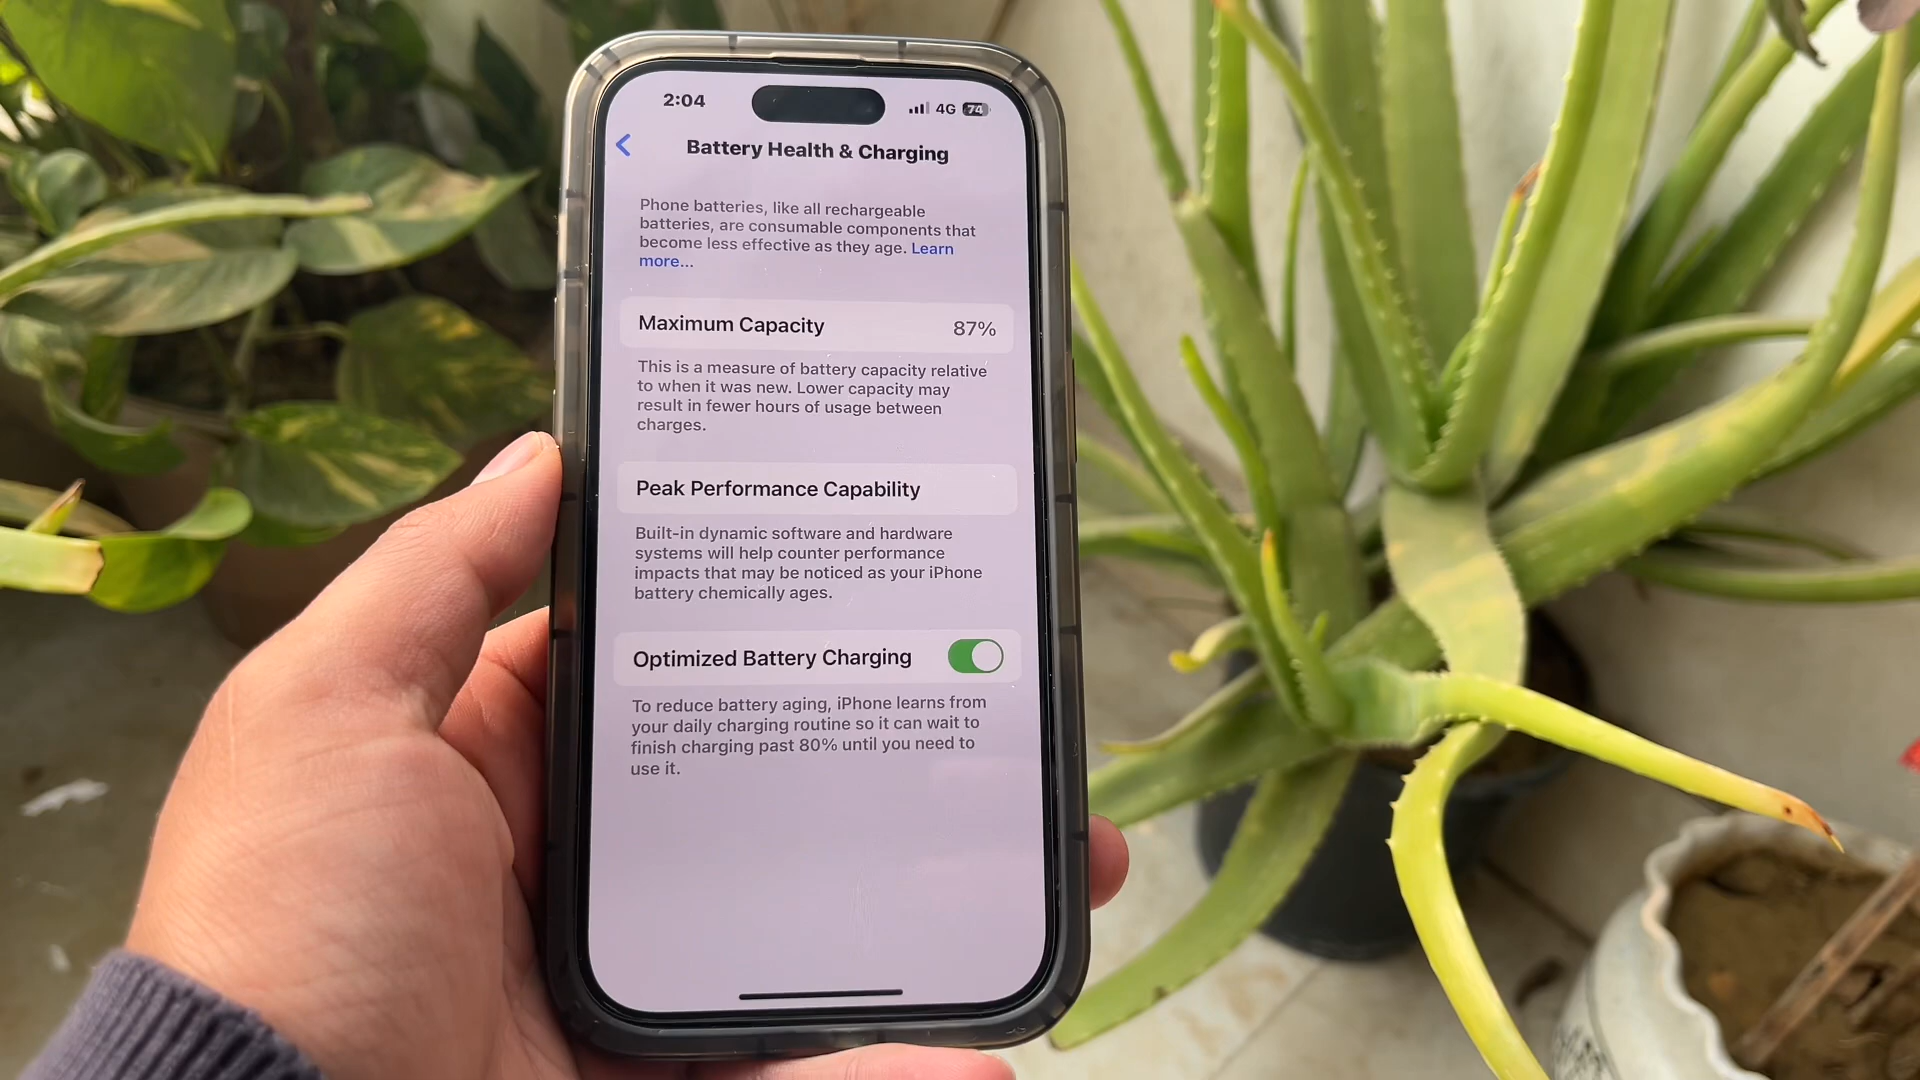 2:04
4G 74
Battery Health & Charging
Phone batteries, like all rechargeable
batteries, are consumable components that
become less effective as they age. Learn
more...
Maximum Capacity 87%
This is a measure of battery capacity relative
to when it was new. Lower capacity may
result in fewer hours of usage between
charges.
Peak Performance Capability
Built-in dynamic software and hardware
systems will help counter performance
impacts that may be noticed as your iPhone
battery chemically ages.
Optimized Battery Charging
To reduce battery aging, iPhone learns from
your daily charging routine so it can wait to
finish charging past 80% until you need to
use it.